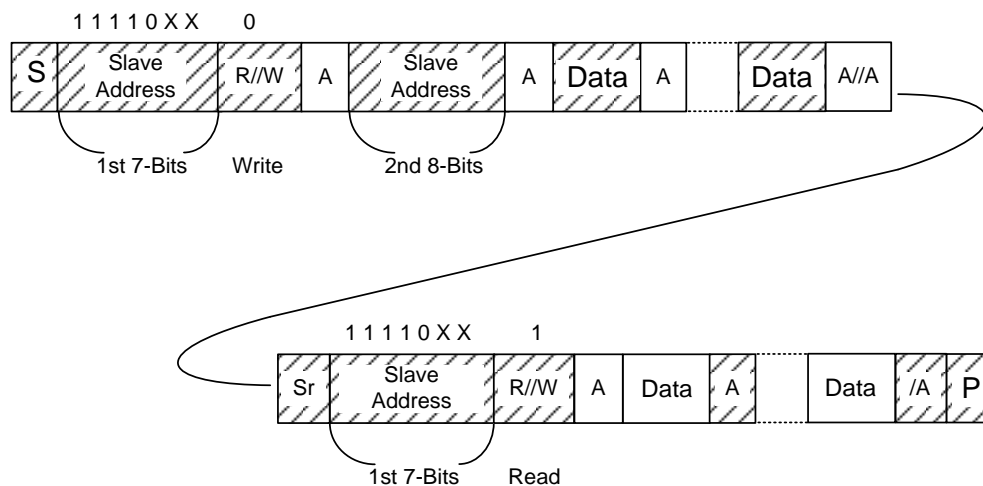 1 1 1 1 0 X X 0
S Slave Address R//W A Slave Address A Data A Data A//A
1st 7-Bits Write 2nd 8-Bits
1 1 1 1 0 X X 1
Sr Slave Address R//W A Data A Data /A P
1st 7-Bits Read